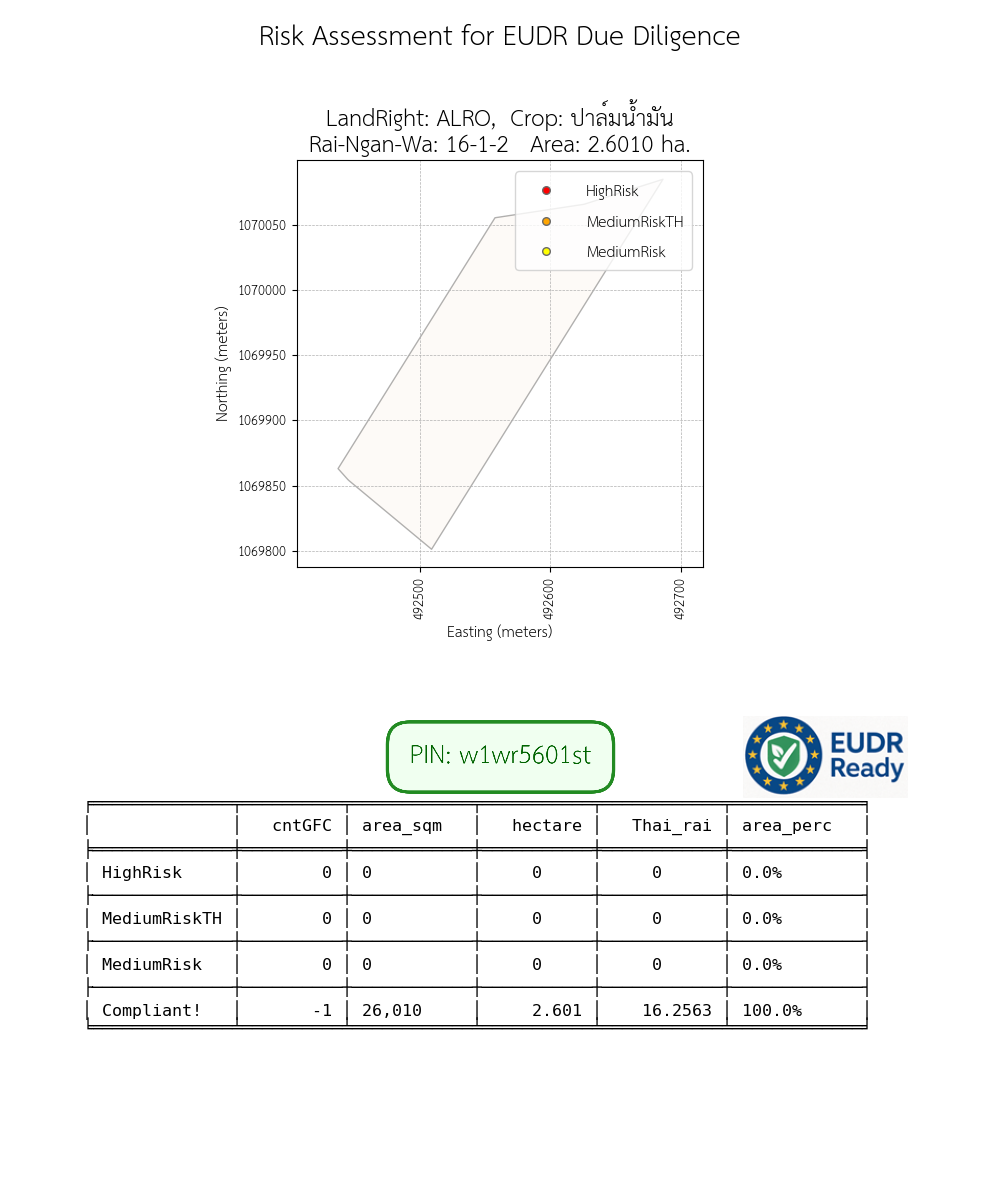 Risk Assessment for EUDR Due Diligence
LandRight: ALRO,  Crop: ปาล์มน้ำมัน
Rai-Ngan-Wa: 16-1-2   Area: 2.6010 ha.
HighRisk
MediumRiskTH
MediumRisk
1070050
1070000
1069950
1069900
1069850
1069800
Northing (meters)
492500 492600 492700
Easting (meters)
PIN: w1wr5601st
EUDR
Ready
cntGFC area_sqm hectare Thai_rai area_perc
HighRisk 0 0 0 0 0.0%
MediumRiskTH 0 0 0 0 0.0%
MediumRisk 0 0 0 0 0.0%
Compliant! -1 26,010 2.601 16.2563 100.0%